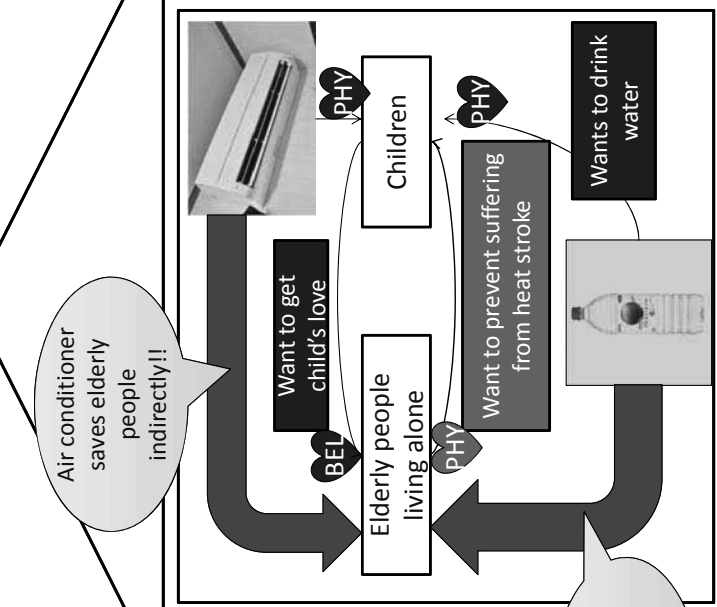 Air conditioner
saves elderly
people
indirectly!!
PHY
Children
PHY
Wants to drink
water
Want to get
child's love
Want to prevent suffering
from heat stroke
BEL
Elderly people
living alone
PHY